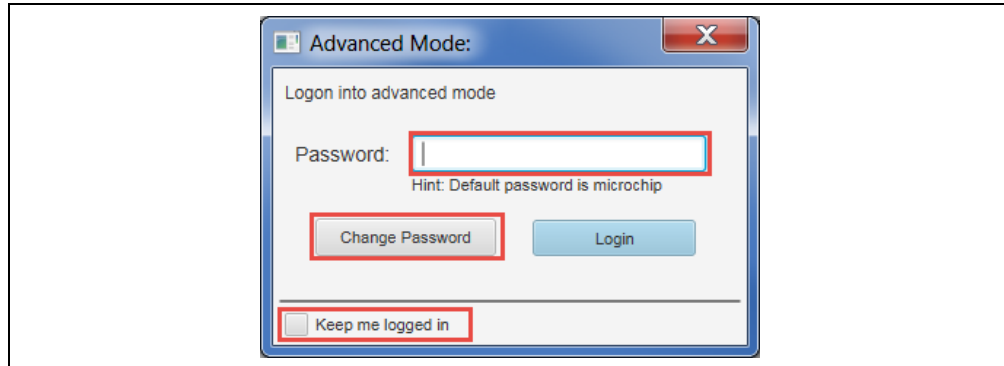 Advanced Mode:
Logon into advanced mode
Password:
Hint: Default password is microchip
Change Password Login
Keep me logged in